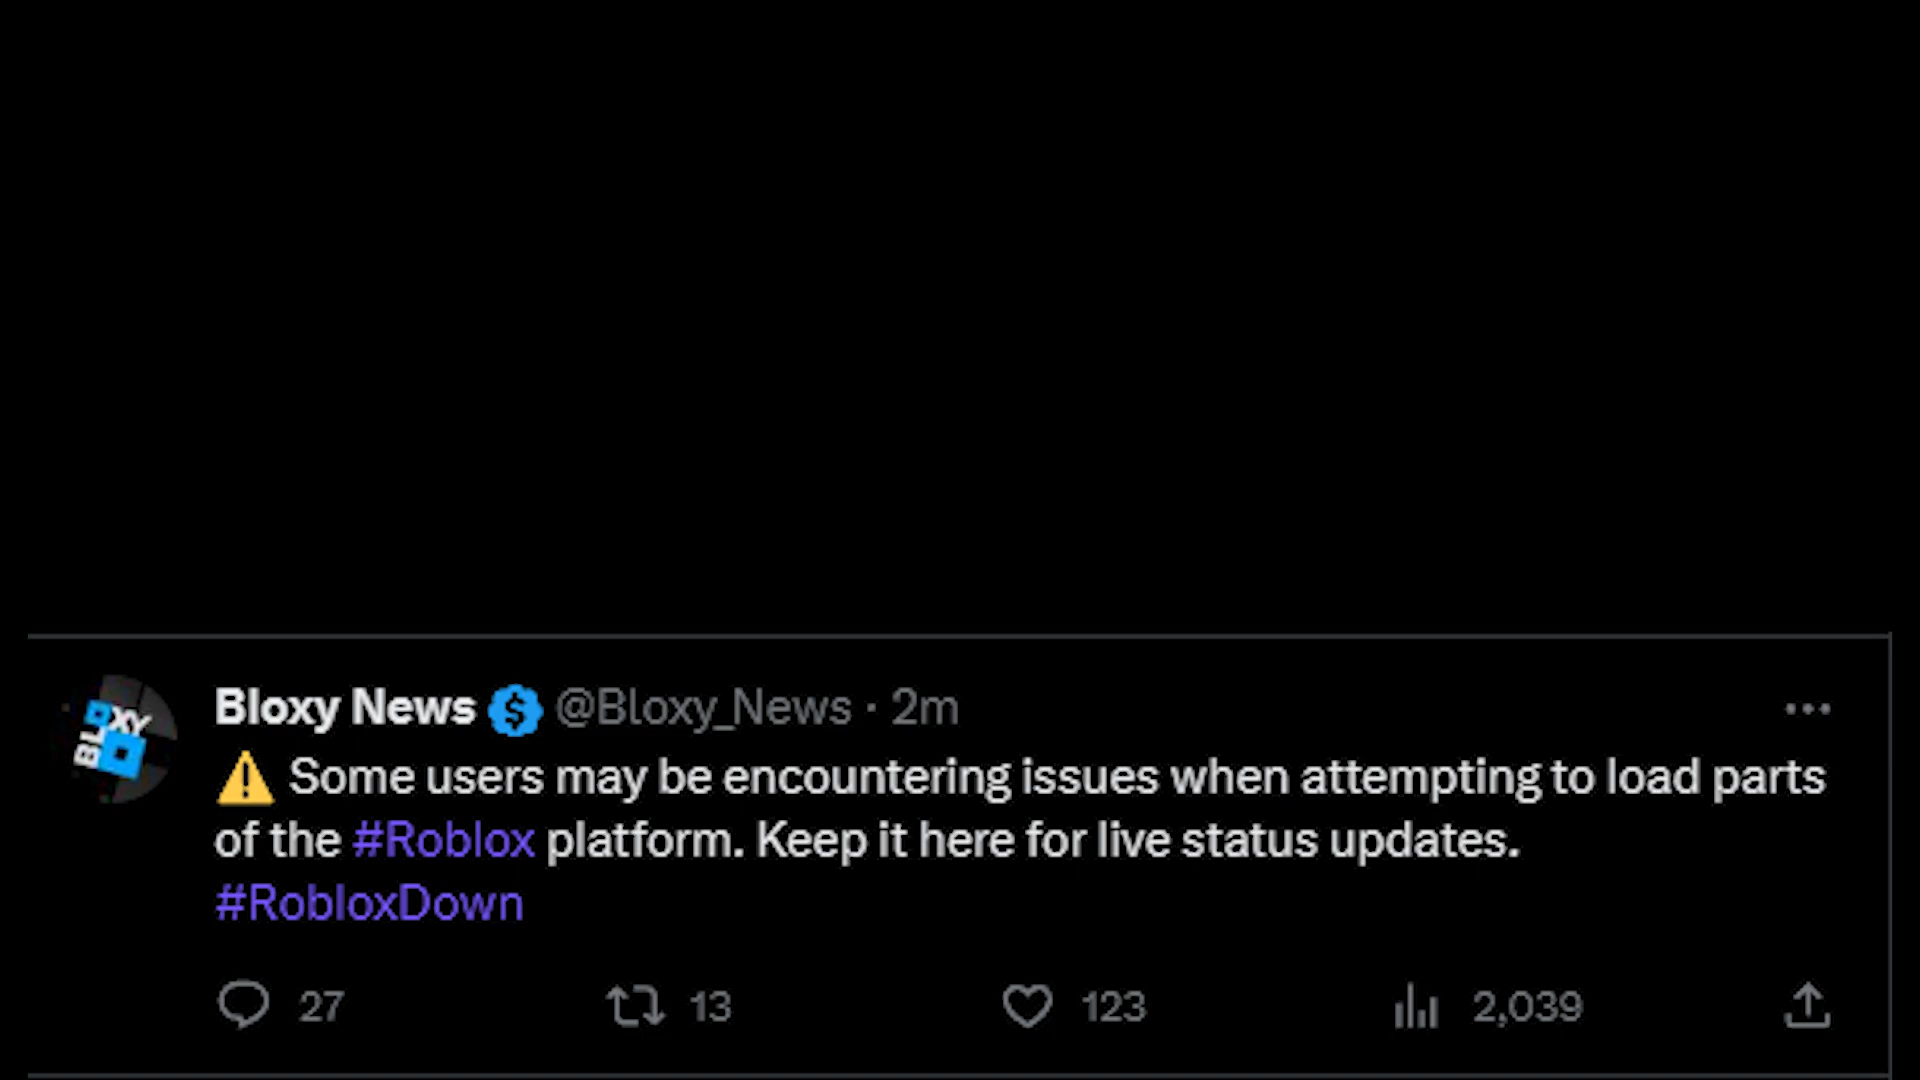 BLOXY
Bloxy News @Bloxy_News · 2m
⚠ Some users may be encountering issues when attempting to load parts
of the #Roblox platform. Keep it here for live status updates.
#RobloxDown
27 13 123 2,039